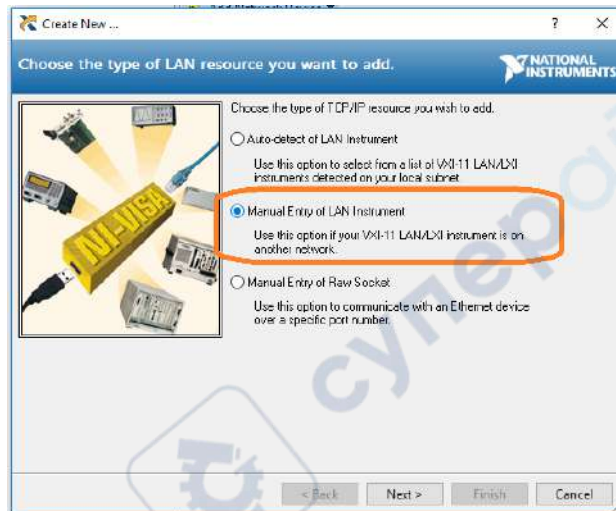 Create New ...
? X
Choose the type of LAN resource you want to add.
NATIONAL
INSTRUMENTS
Choose the type of TCP/IP resource you wish to add.
Auto-detect of LAN Instrument
Use this option to select from a list of VXI-11 LAN/LXI
instruments detected on your local subnet.
Manual Entry of LAN Instrument
Use this option if your VXI-11 LAN/LXI instrument is on
another network.
Manual Entry of Raw Socket
Use this option to communicate with an Ethernet device
over a specific port number.
NI-VISA
< Back Next > Finish Cancel